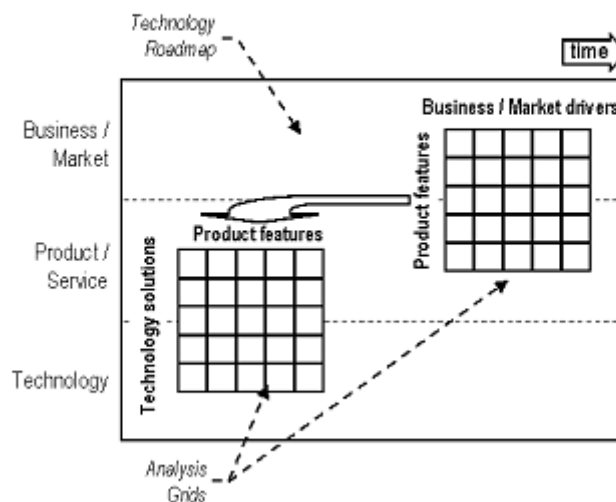 Technology
Roadmap
time
Business / Market drivers
Business /
Market
Product features
Product features
Product /
Service
Technology solutions
Technology
Analysis
Grids